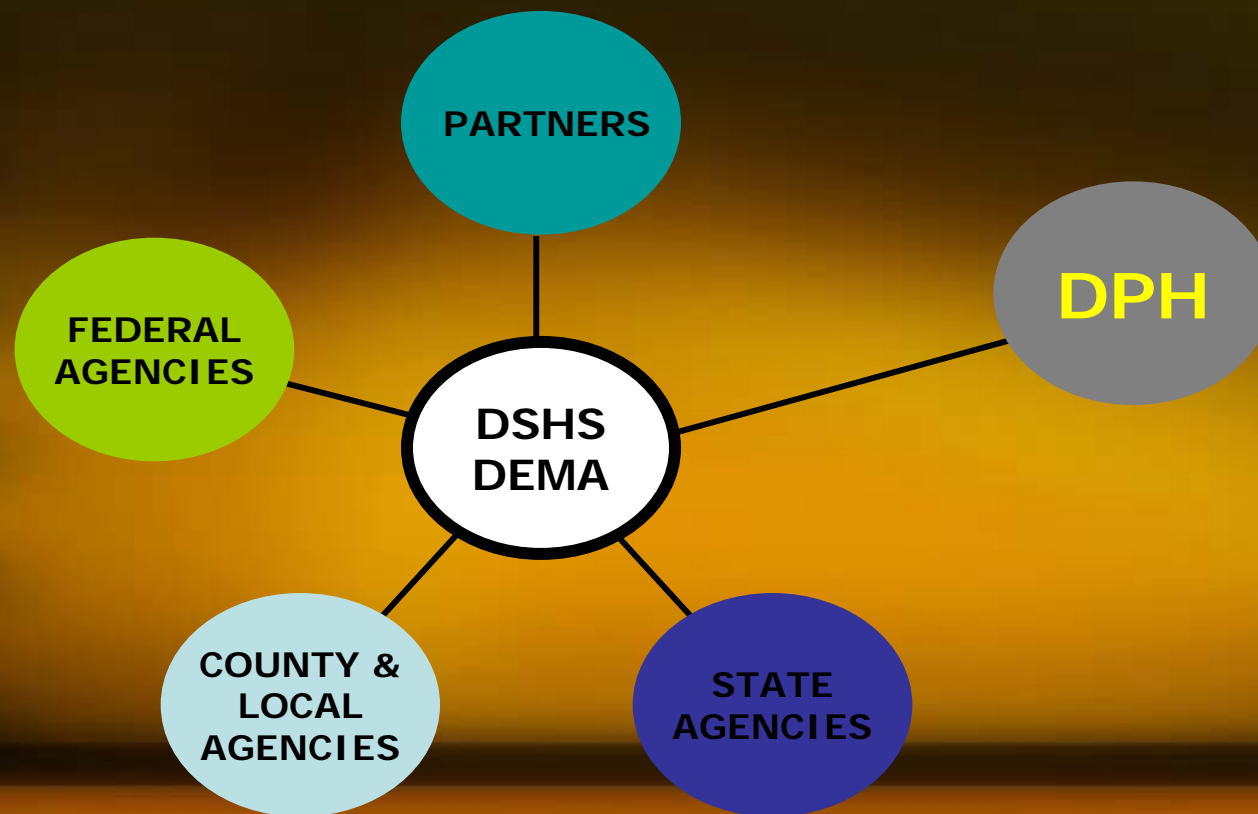 PARTNERS
DPH
FEDERAL
AGENCIES
DSHS
DEMA
COUNTY &
LOCAL
AGENCIES
STATE
AGENCIES